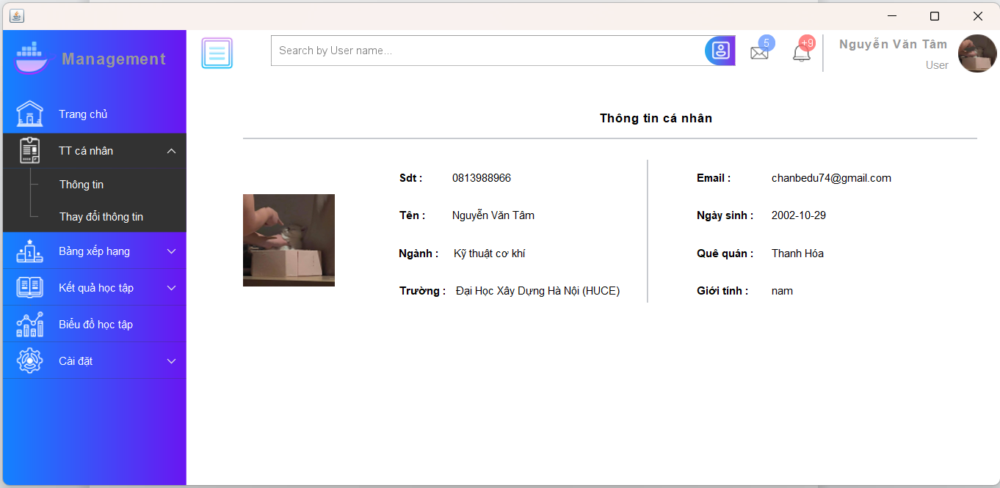 Management
Search by User name...
5
+9
Nguyễn Văn Tâm
User
Trang chủ
TT cá nhân
Thông tin
Thay đổi thông tin
Bảng xếp hạng
1
Kết quả học tập
Biểu đồ học tập
Cài đặt
Thông tin cá nhân
Sdt : 0813988966
Tên : Nguyễn Văn Tâm
Ngành : Kỹ thuật cơ khí
Trường : Đại Học Xây Dựng Hà Nội (HUCE)
Email : chanbedu74@gmail.com
Ngày sinh : 2002-10-29
Quê quán : Thanh Hóa
Giới tính : nam